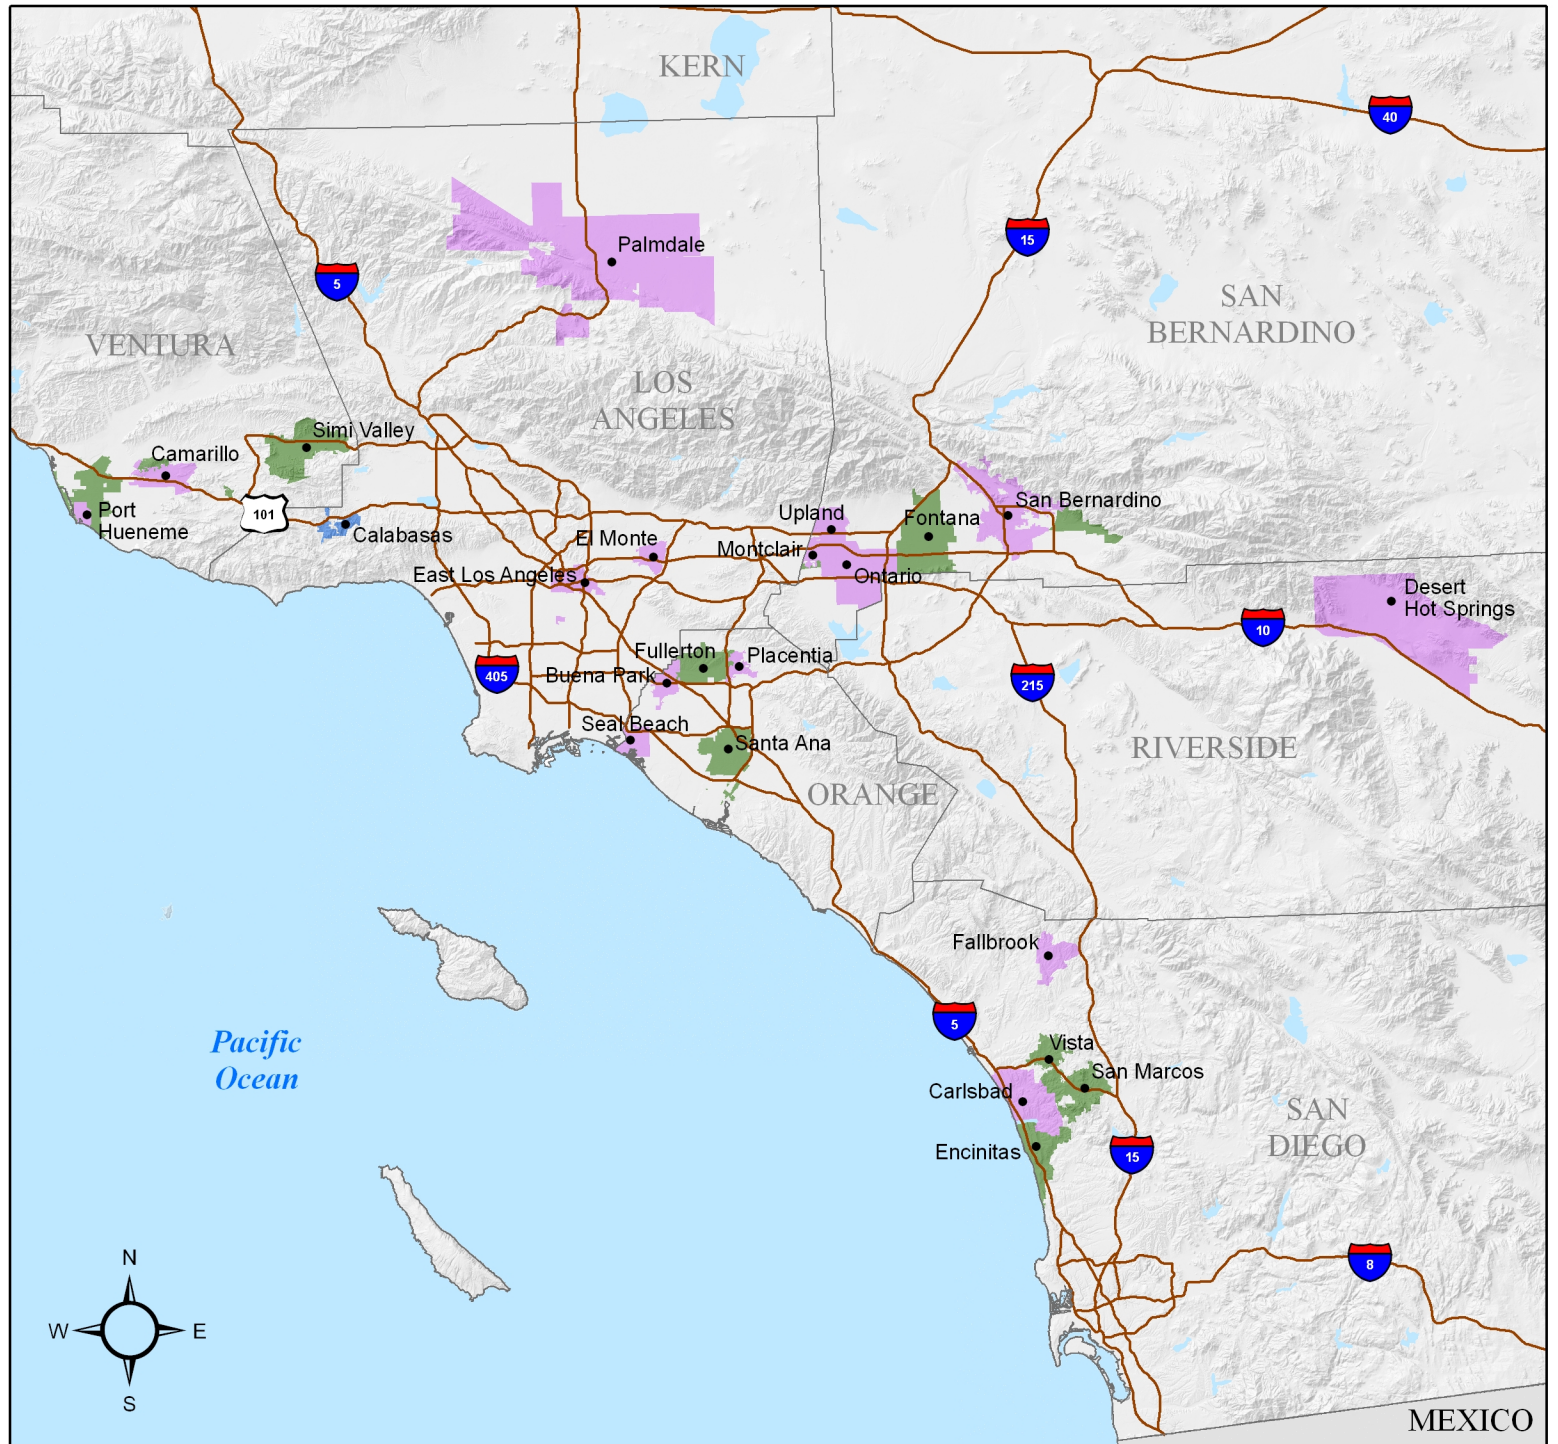 KERN
40
15
Palmdale
5
SAN
BERNARDINO
VENTURA
LOS
ANGELES
Simi Valley
Camarillo
San Bernardino
Port
Hueneme
101
Upland
Fontana
Calabasas
El Monte
Montclair
East Los Angeles
Ontario
Desert
Hot Springs
10
Fullerton
Placentia
405
Buena Park
215
Seal Beach
Santa Ana
RIVERSIDE
ORANGE
Fallbrook
5
Pacific
Ocean
Vista
San Marcos
Carlsbad
SAN
DIEGO
Encinitas
15
N
8
W
E
S
MEXICO